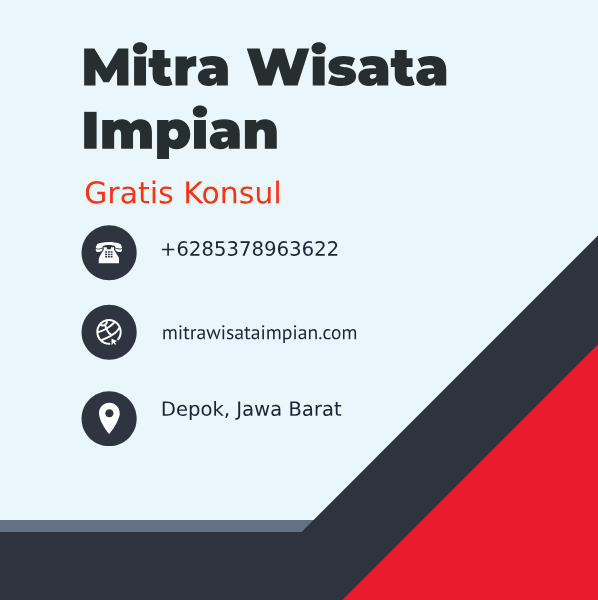 Mitra Wisata
Impian
Gratis Konsul
+6285378963622
mitrawisataimpian.com
Depok, Jawa Barat